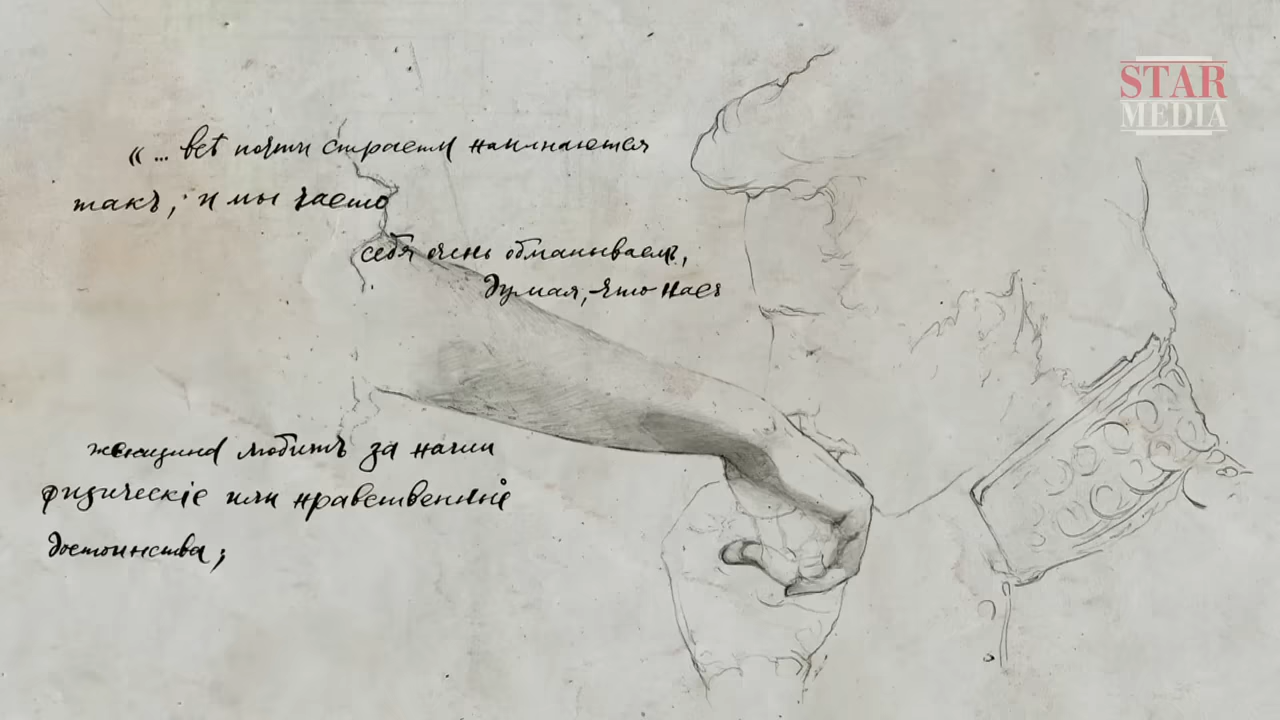 «... всѣ почти страсти начинаются
такъ, и мы часто
себя очень обманываемъ,
думая, что насъ
женщина любитъ за наши
физическіе или нравственныѣ
достоинства;
STAR
MEDIA